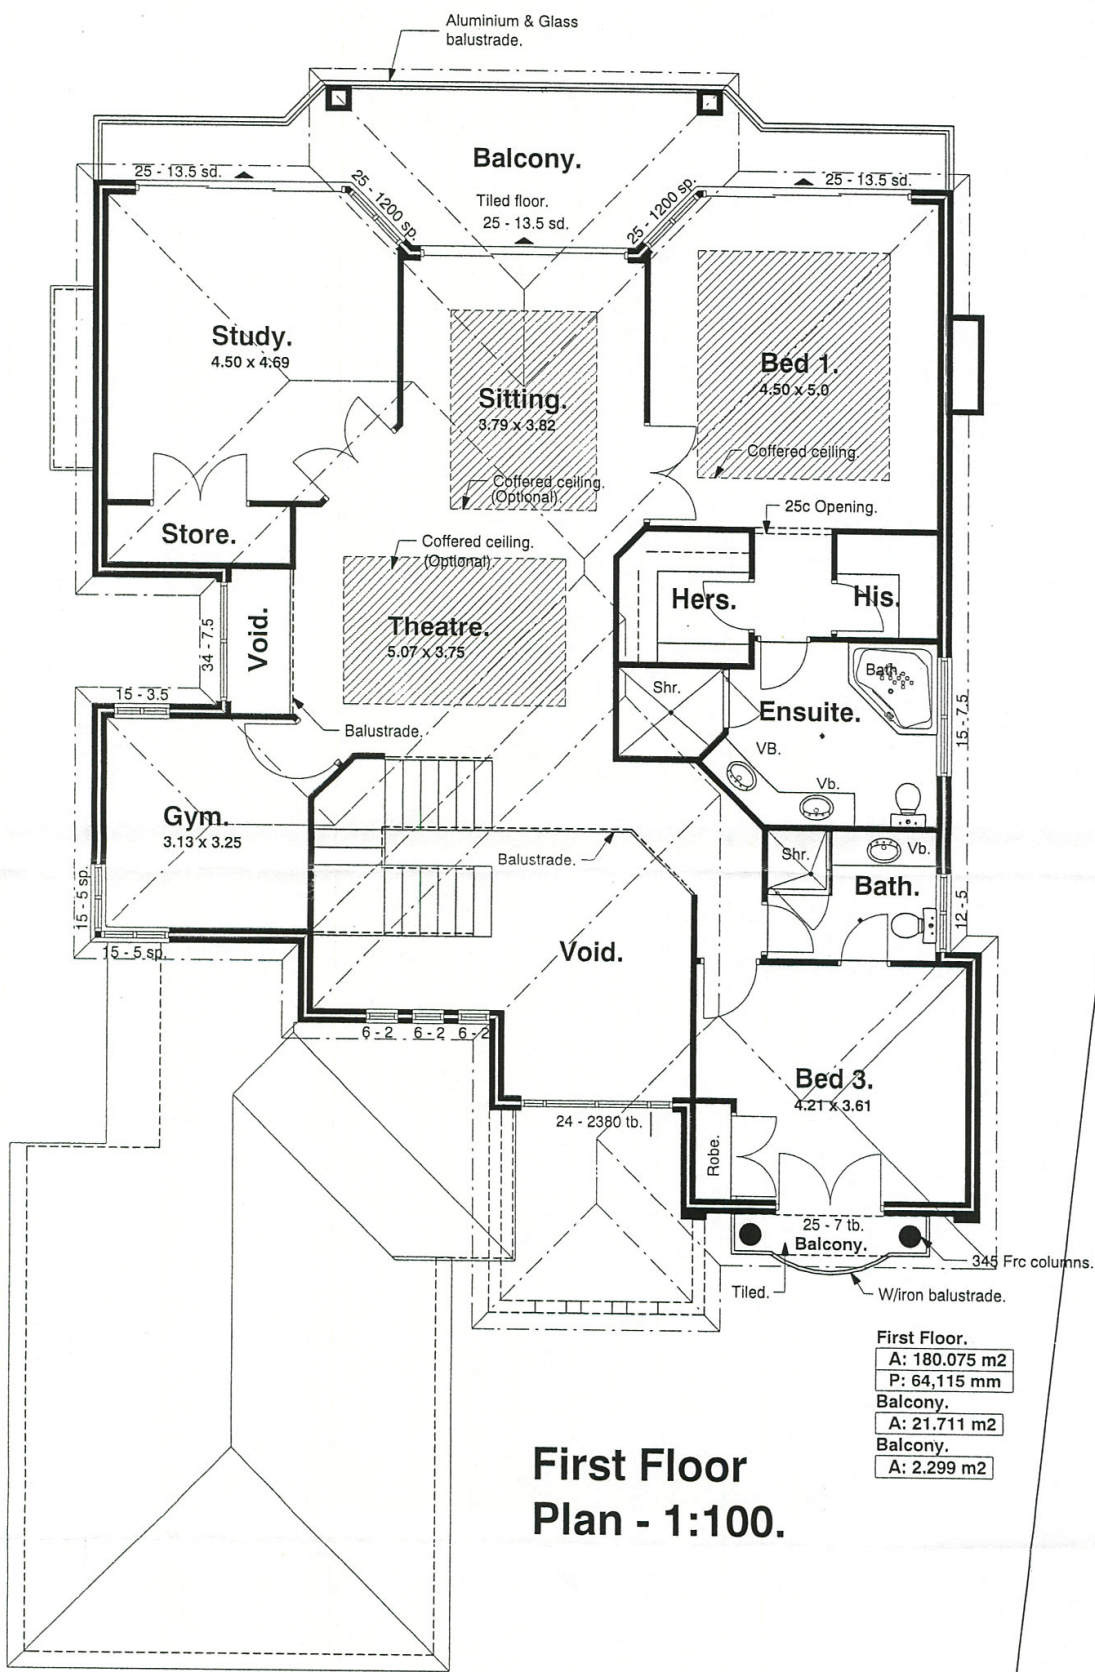 Aluminium & Glass
balustrade.
Balcony.
25 - 13.5 sd.
25 - 1200 sp.
Tiled floor.
25 - 13.5 sd.
25 - 1200 sp.
25 - 13.5 sd.
Study.
4.50 x 4.69
Sitting.
3.79 x 3.82
Bed 1.
4.50 x 5.0
Coffered ceiling.
Coffered ceiling.
(Optional).
25c Opening.
Store.
Coffered ceiling.
(Optional).
Hers.
His.
Void.
34 - 7.5
Theatre.
5.07 x 3.75
Bath.
Shr.
Ensuite.
15 - 7.5
15 - 3.5
Balustrade.
VB.
Vb.
Gym.
3.13 x 3.25
Balustrade.
Shr.
Vb.
Bath.
12 - 5
15 - 5 sp.
15 - 5 sp.
Void.
6 - 2
6 - 2
6 - 2
Bed 3.
4.21 x 3.61
24 - 2380 tb.
Robe.
25 - 7 tb.
Balcony.
345 Frc columns.
Tiled.
W/iron balustrade.
First Floor.
A: 180.075 m2
P: 64,115 mm
Balcony.
A: 21.711 m2
Balcony.
A: 2.299 m2
First Floor
Plan - 1:100.